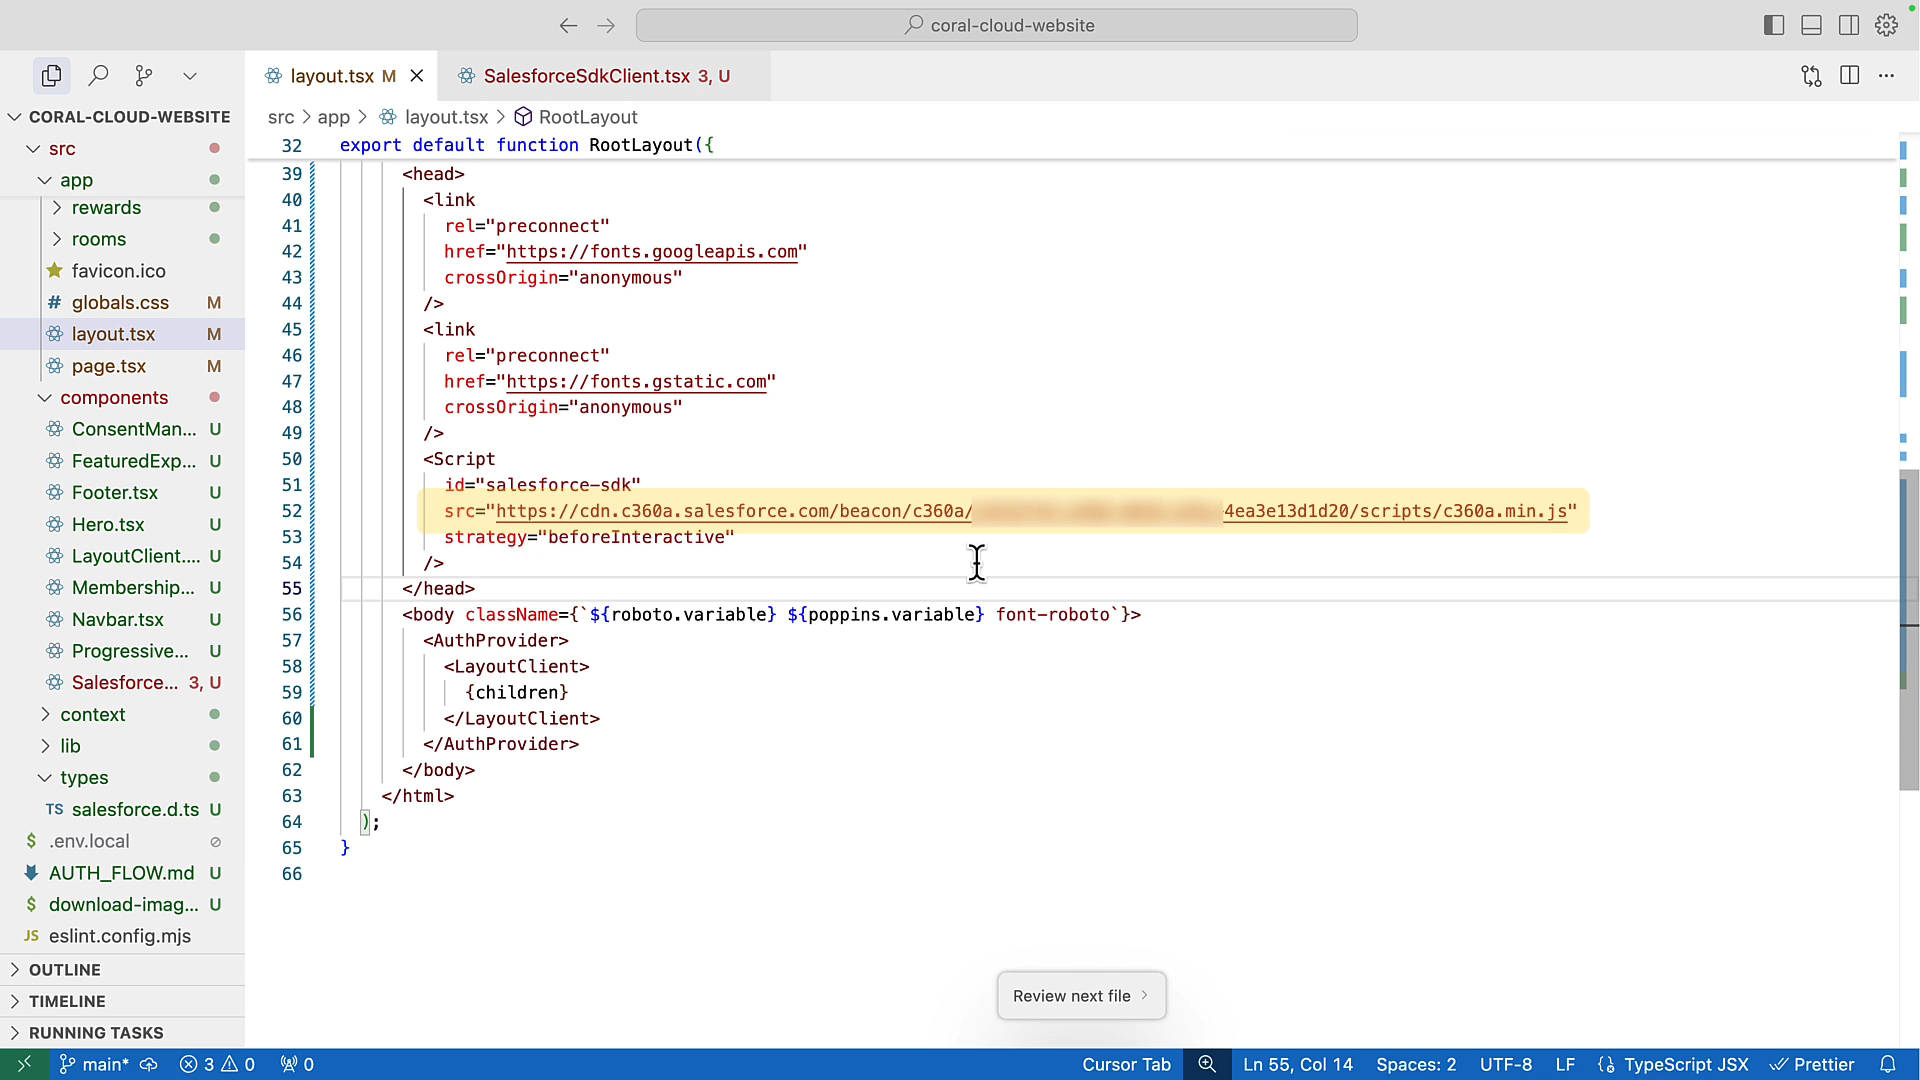 coral-cloud-website
layout.tsx M
SalesforceSdkClient.tsx 3, U
CORAL-CLOUD-WEBSITE
src
app
rewards
rooms
favicon.ico
# globals.css M
layout.tsx M
page.tsx M
components
ConsentMan... U
FeaturedExp... U
Footer.tsx U
Hero.tsx U
LayoutClient.... U
Membership... U
Navbar.tsx U
Progressive... U
Salesforce... 3, U
context
lib
types
TS salesforce.d.ts U
$ .env.local
AUTH_FLOW.md U
$ download-imag... U
JS eslint.config.mjs
OUTLINE
TIMELINE
RUNNING TASKS
src > app > layout.tsx > RootLayout
32 export default function RootLayout({
39 <head>
40 <link
41 rel="preconnect"
42 href="https://fonts.googleapis.com"
43 crossOrigin="anonymous"
44 />
45 <link
46 rel="preconnect"
47 href="https://fonts.gstatic.com"
48 crossOrigin="anonymous"
49 />
50 <Script
51 id="salesforce-sdk"
52 src="https://cdn.c360a.salesforce.com/beacon/c360a/ 4ea3e13d1d20/scripts/c360a.min.js"
53 strategy="beforeInteractive"
54 />
55 </head>
56 <body className={`${roboto.variable} ${poppins.variable} font-roboto`}>
57 <AuthProvider>
58 <LayoutClient>
59 {children}
60 </LayoutClient>
61 </AuthProvider>
62 </body>
63 </html>
64 );
65 }
66
Review next file
main* 3 0 0 Cursor Tab Ln 55, Col 14 Spaces: 2 UTF-8 LF {} TypeScript JSX Prettier